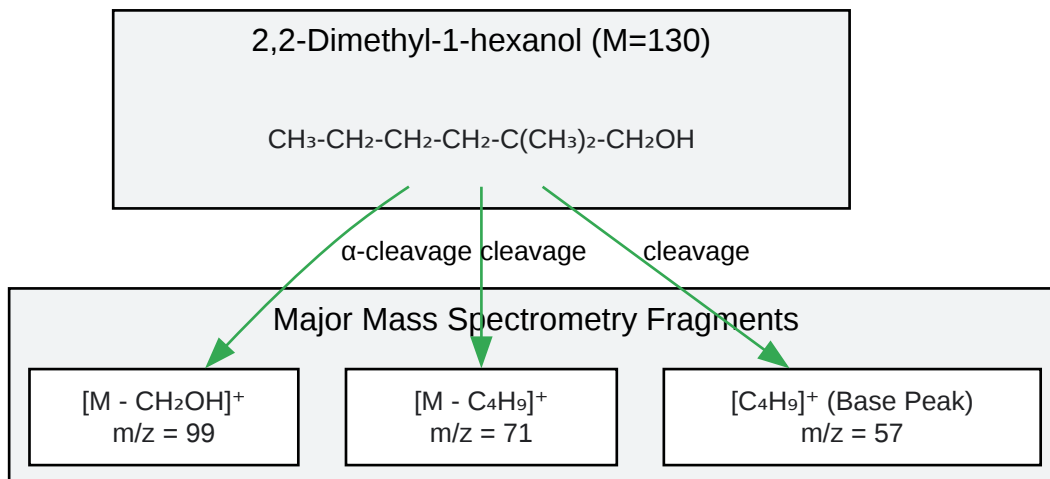 2,2-Dimethyl-1-hexanol (M=130)
CH₃-CH₂-CH₂-CH₂-C(CH₃)₂-CH₂OH
α-cleavage
cleavage
cleavage
Major Mass Spectrometry Fragments
[M - CH₂OH]⁺
m/z = 99
[M - C₄H₉]⁺
m/z = 71
[C₄H₉]⁺ (Base Peak)
m/z = 57